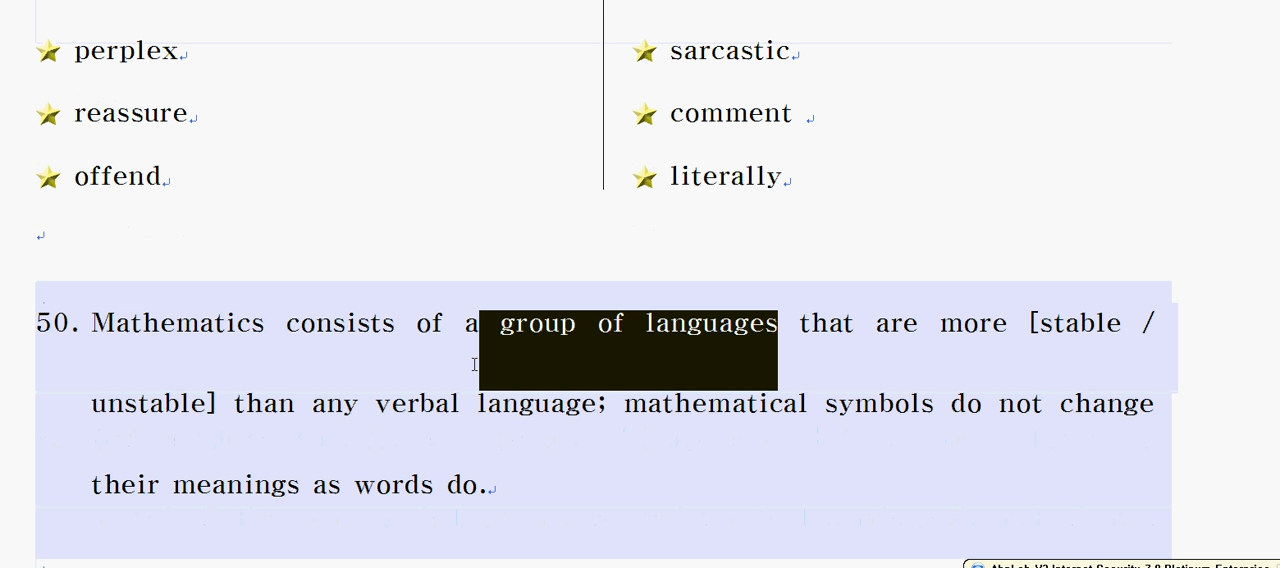 perplex
reassure
offend
sarcastic
comment
literally
50. Mathematics consists of a group of languages that are more [stable /
unstable] than any verbal language; mathematical symbols do not change
their meanings as words do.